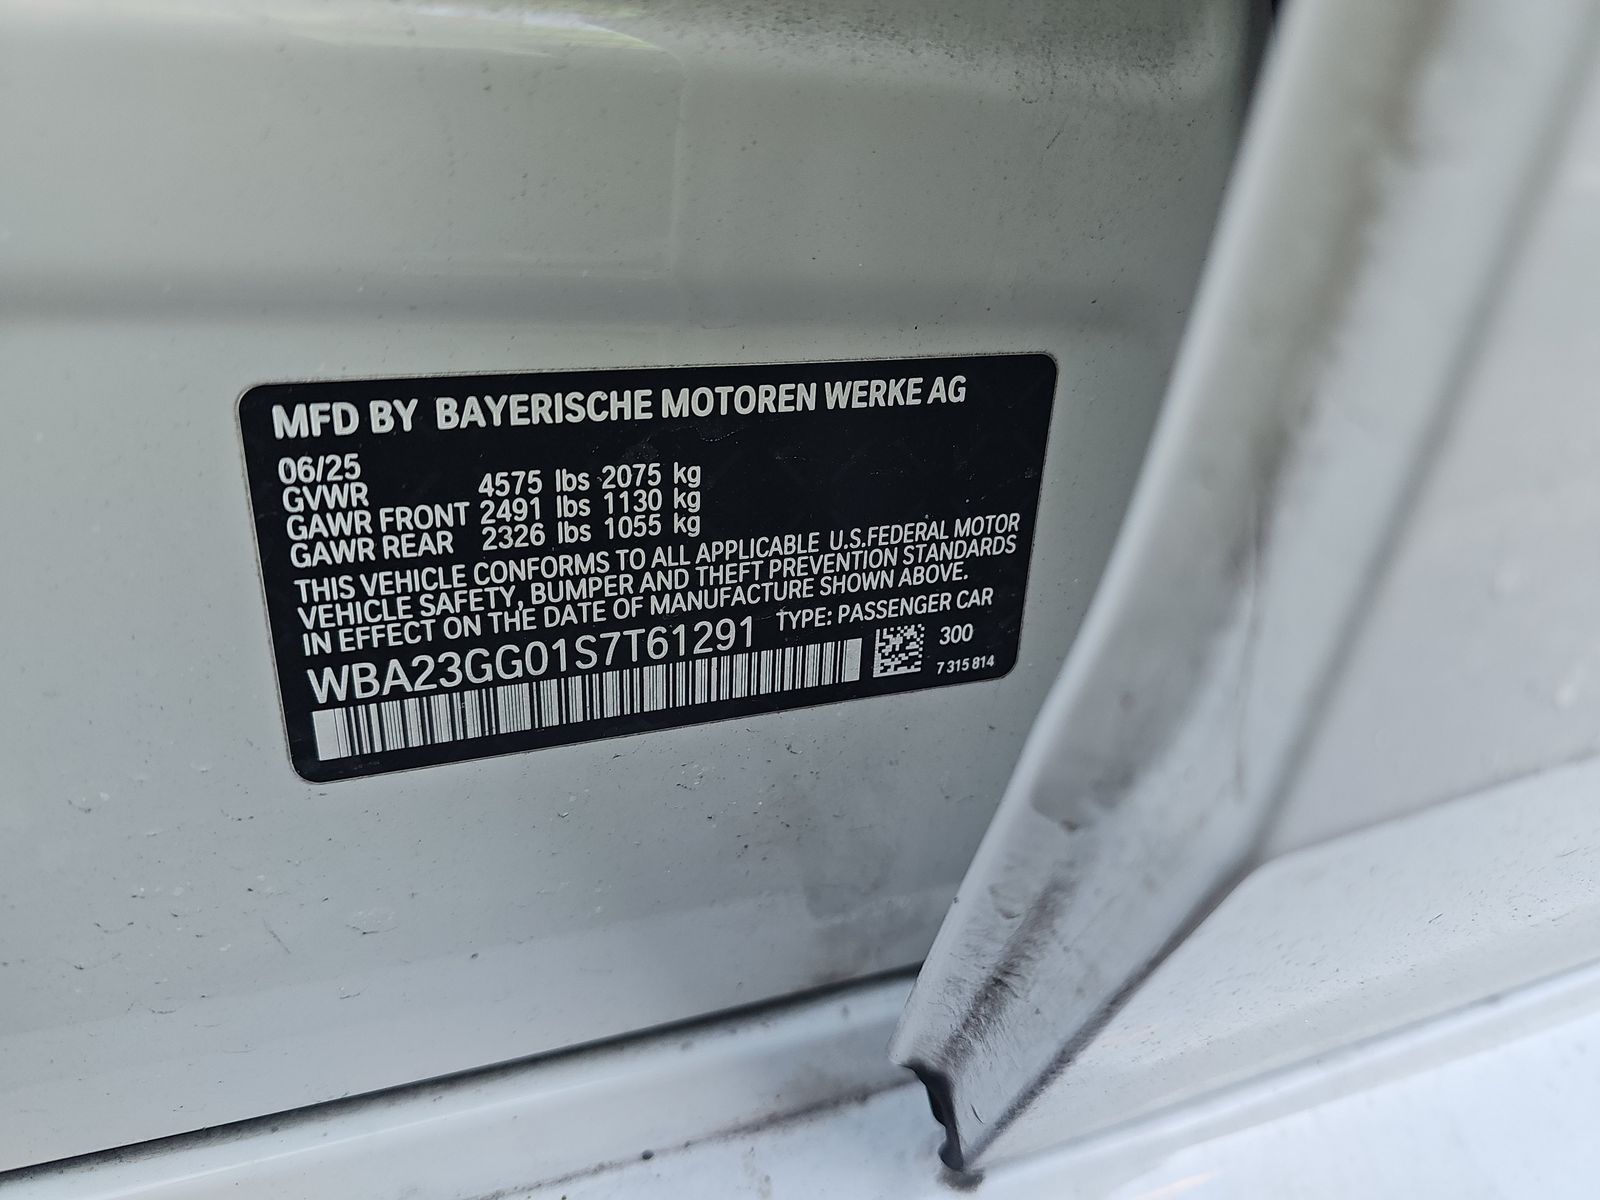 MFD BY BAYERISCHE MOTOREN WERKE AG
06/25
GVWR 4575 lbs 2075 kg
GAWR FRONT 2491 lbs 1130 kg
GAWR REAR 2326 lbs 1055 kg
THIS VEHICLE CONFORMS TO ALL APPLICABLE U.S.FEDERAL MOTOR
VEHICLE SAFETY, BUMPER AND THEFT PREVENTION STANDARDS
IN EFFECT ON THE DATE OF MANUFACTURE SHOWN ABOVE.
WBA23GG01S7T61291 TYPE: PASSENGER CAR
300
7 315 814